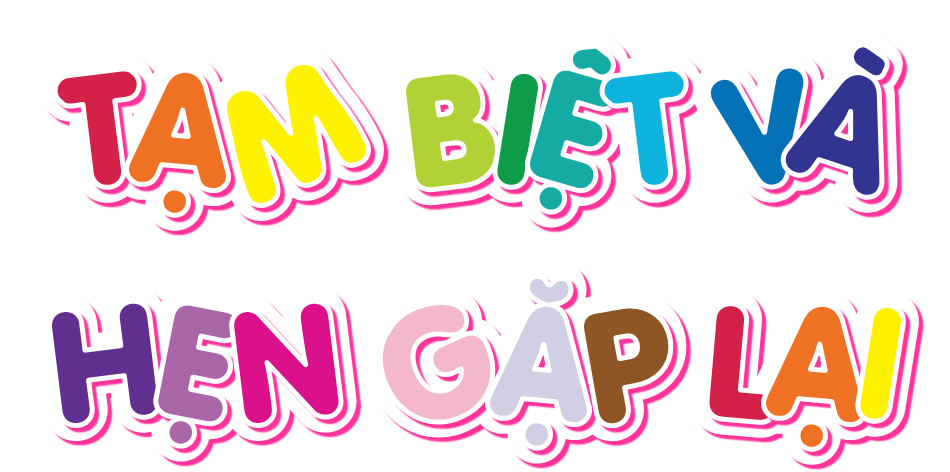 TẠM BIỆT VÀ
HẸN GẶP LẠI